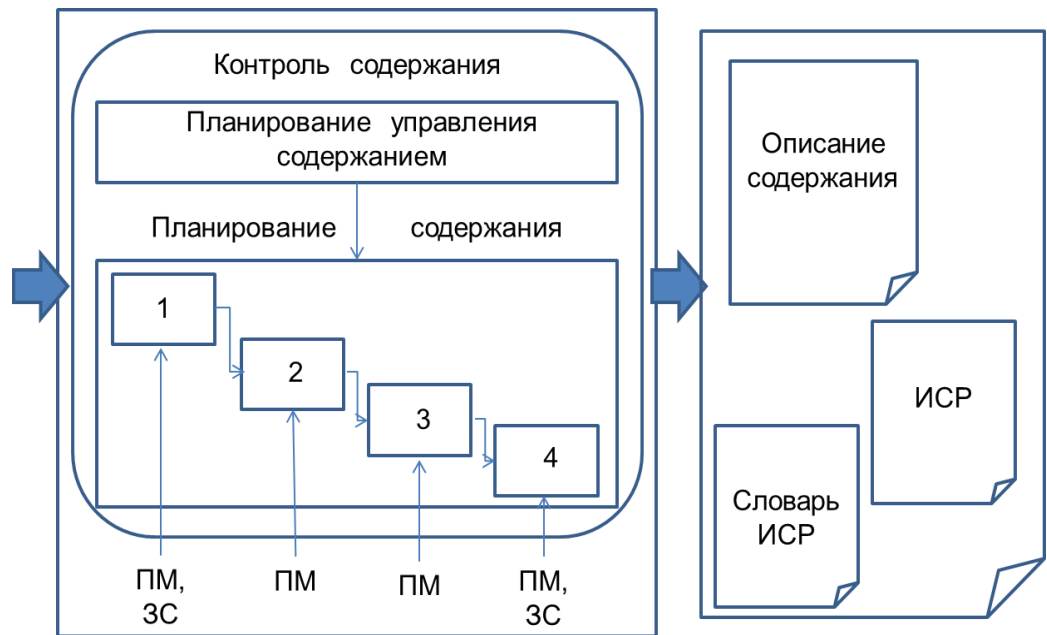 Контроль содержания
Планирование управления
содержанием
Планирование содержания
1
2
3
4
ПМ,
ЗС
ПМ
ПМ
ПМ,
ЗС
Описание
содержания
ИСР
Словарь
ИСР